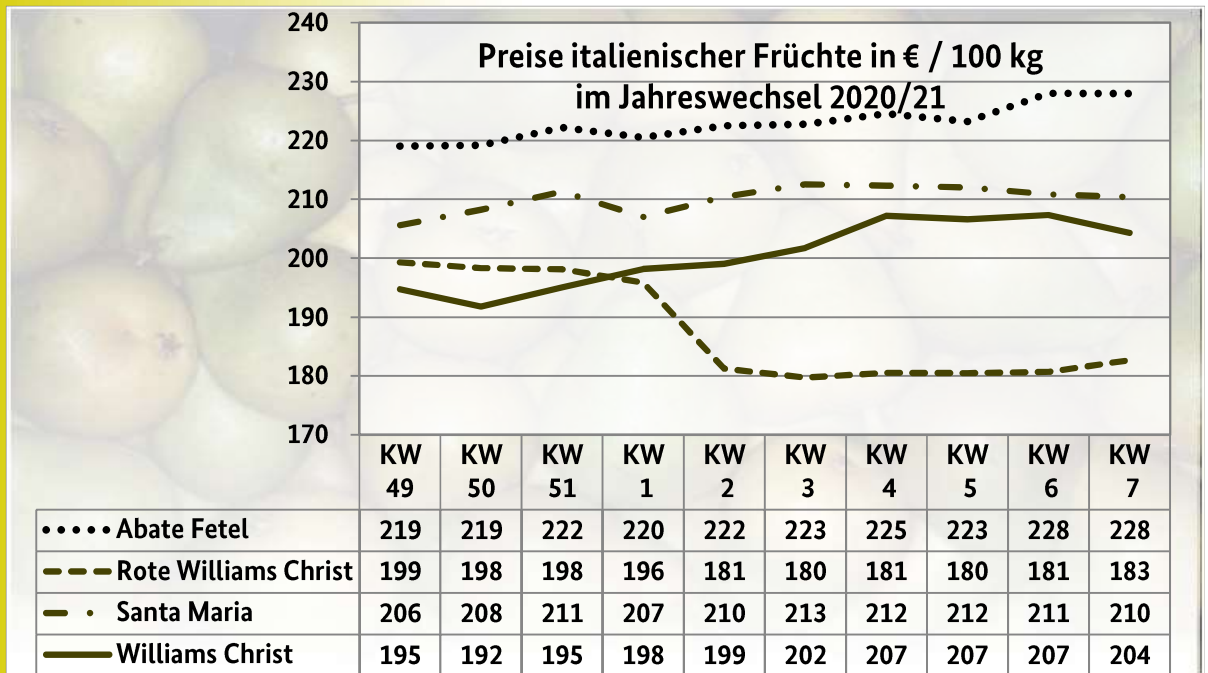 Preise italienischer Früchte in € / 100 kg
im Jahreswechsel 2020/21
240
230
220
210
200
190
180
170
KW 49 KW 50 KW 51 KW 1 KW 2 KW 3 KW 4 KW 5 KW 6 KW 7
Abate Fetel 219 219 222 220 222 223 225 223 228 228
Rote Williams Christ 199 198 198 196 181 180 181 180 181 183
Santa Maria 206 208 211 207 210 213 212 212 211 210
Williams Christ 195 192 195 198 199 202 207 207 207 204